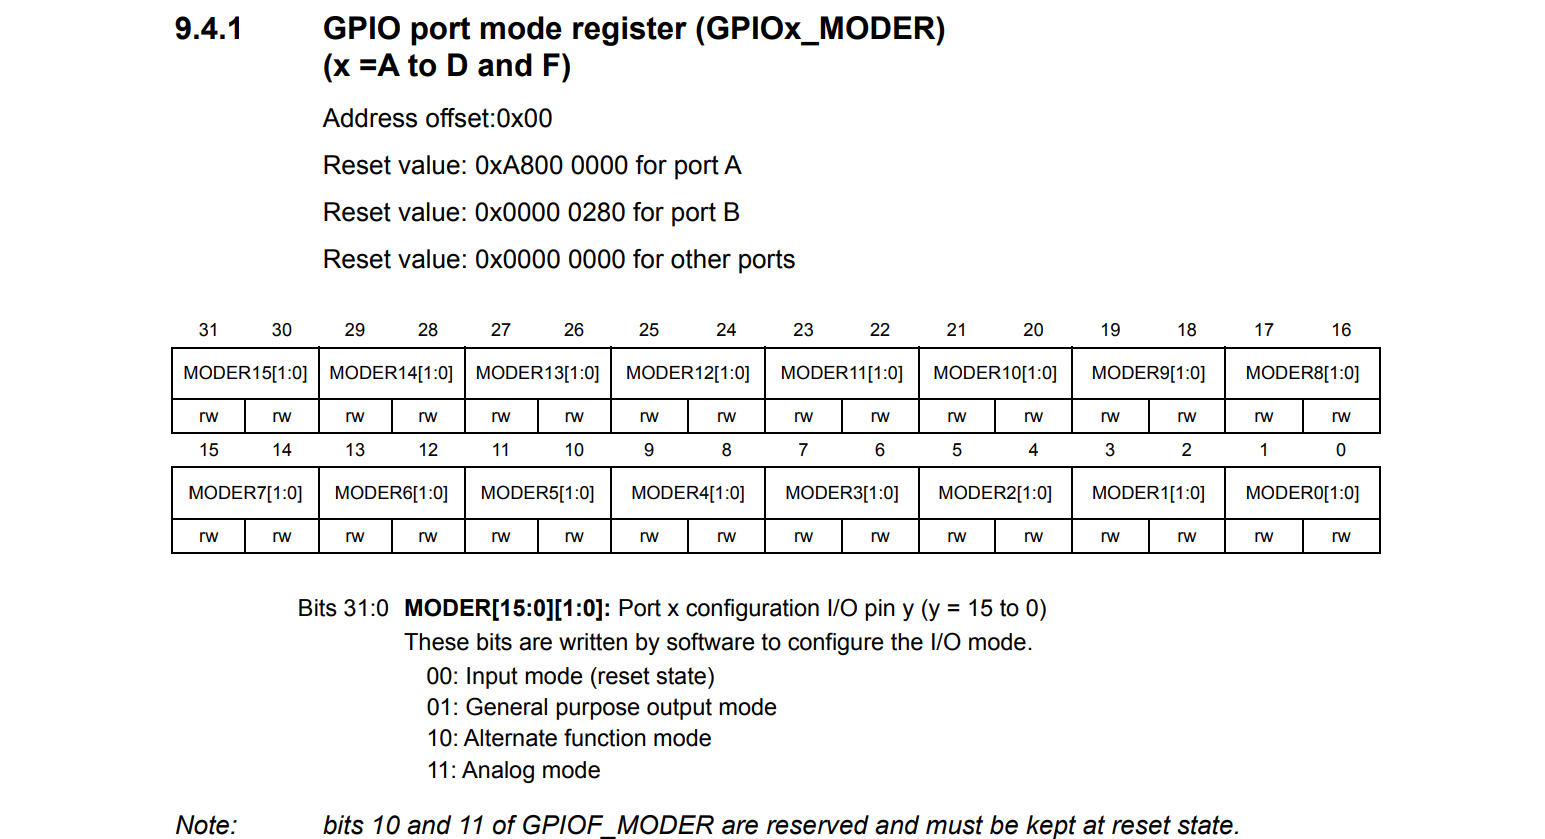 9.4.1 GPIO port mode register (GPIOx_MODER)
(x =A to D and F)
Address offset:0x00
Reset value: 0xA800 0000 for port A
Reset value: 0x0000 0280 for port B
Reset value: 0x0000 0000 for other ports
31 30 29 28 27 26 25 24 23 22 21 20 19 18 17 16
MODER15[1:0] MODER14[1:0] MODER13[1:0] MODER12[1:0] MODER11[1:0] MODER10[1:0] MODER9[1:0] MODER8[1:0]
rw rw rw rw rw rw rw rw rw rw rw rw rw rw rw rw
15 14 13 12 11 10 9 8 7 6 5 4 3 2 1 0
MODER7[1:0] MODER6[1:0] MODER5[1:0] MODER4[1:0] MODER3[1:0] MODER2[1:0] MODER1[1:0] MODER0[1:0]
rw rw rw rw rw rw rw rw rw rw rw rw rw rw rw rw
Bits 31:0 MODER[15:0][1:0]: Port x configuration I/O pin y (y = 15 to 0)
These bits are written by software to configure the I/O mode.
00: Input mode (reset state)
01: General purpose output mode
10: Alternate function mode
11: Analog mode
Note: bits 10 and 11 of GPIOF_MODER are reserved and must be kept at reset state.